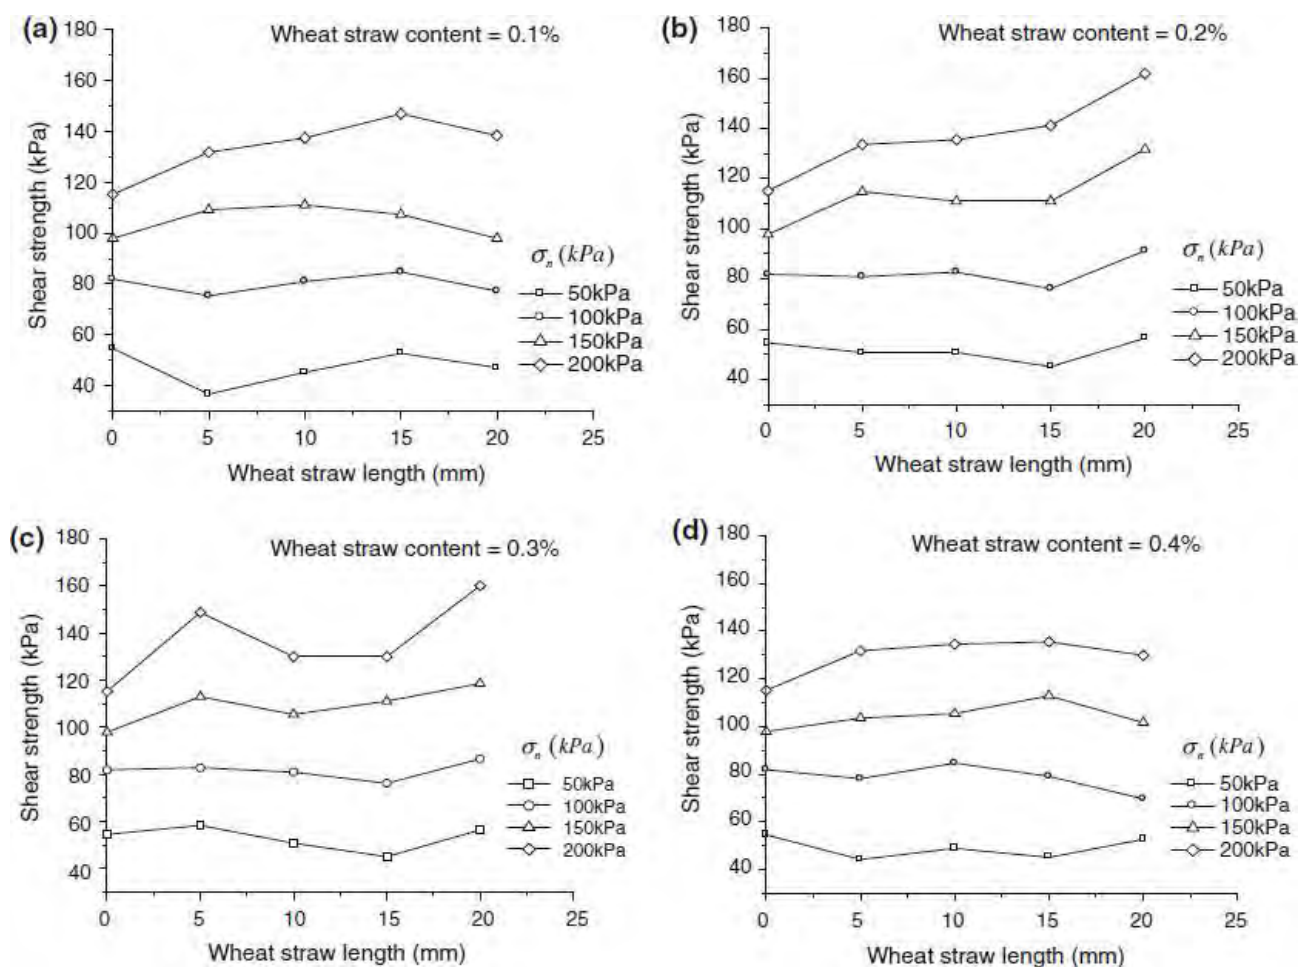 (a)
Wheat straw content = 0.1%
180
160
140
120
100
80
60
40
0 5 10 15 20 25
Shear strength (kPa)
Wheat straw length (mm)
σn (kPa)
50kPa
100kPa
150kPa
200kPa
(b)
Wheat straw content = 0.2%
180
160
140
120
100
80
60
40
0 5 10 15 20 25
Shear strength (kPa)
Wheat straw length (mm)
σn (kPa)
50kPa
100kPa
150kPa
200kPa
(c)
Wheat straw content = 0.3%
180
160
140
120
100
80
60
40
0 5 10 15 20 25
Shear strength (kPa)
Wheat straw length (mm)
σn (kPa)
50kPa
100kPa
150kPa
200kPa
(d)
Wheat straw content = 0.4%
180
160
140
120
100
80
60
40
0 5 10 15 20 25
Shear strength (kPa)
Wheat straw length (mm)
σn (kPa)
50kPa
100kPa
150kPa
200kPa